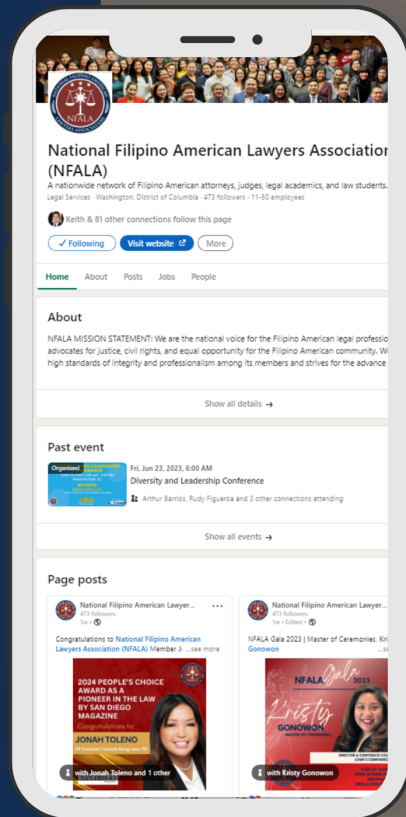 NFALA
National Filipino American Lawyers Association
(NFALA)
A nationwide network of Filipino American attorneys, judges, legal academics, and law students.
Legal Services · Washington, District of Columbia · 473 followers · 11-50 employees
Keith & 81 other connections follow this page
✓ Following
Visit website
More
Home About Posts Jobs People
About
NFALA MISSION STATEMENT: We are the national voice for the Filipino American legal professio
advocates for justice, civil rights, and equal opportunity for the Filipino American community. W
high standards of integrity and professionalism among its members and strives for the advance
Show all details →
Past event
Organized
Fri, Jun 23, 2023, 6:00 AM
Diversity and Leadership Conference
Arthur Barrios, Rudy Figueroa and 3 other connections attending
Show all events →
Page posts
National Filipino American Lawyer...
473 followers
1w •
Congratulations to National Filipino American
Lawyers Association (NFALA) Member J ...see more
2024 PEOPLE'S CHOICE
AWARD AS A
PIONEER IN THE LAW
BY SAN DIEGO
MAGAZINE
Congratulations to:
JONAH TOLENO
with Jonah Toleno and 1 other
National Filipino American Lawyer...
473 followers
1w • Edited •
NFALA Gala 2023 | Master of Ceremonies, Kri
Gonowon ...se
NFALA Gala 2023
Kristy
GONOWON
MASTER OF CEREMONIES
with Kristy Gonowon